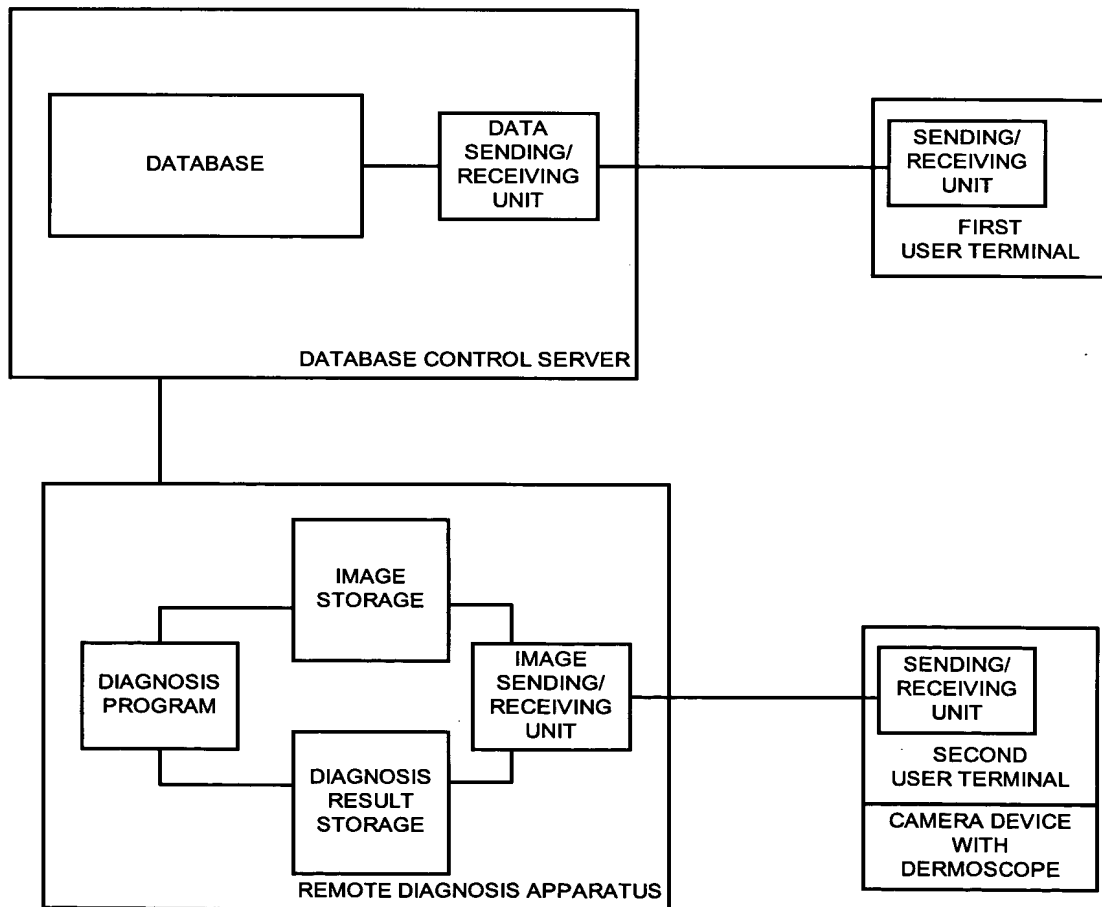 DATABASE
DATA
SENDING/
RECEIVING
UNIT
DATABASE CONTROL SERVER
SENDING/
RECEIVING
UNIT
FIRST
USER TERMINAL
IMAGE
STORAGE
DIAGNOSIS
PROGRAM
IMAGE
SENDING/
RECEIVING
UNIT
DIAGNOSIS
RESULT
STORAGE
REMOTE DIAGNOSIS APPARATUS
SENDING/
RECEIVING
UNIT
SECOND
USER TERMINAL
CAMERA DEVICE
WITH
DERMOSCOPE